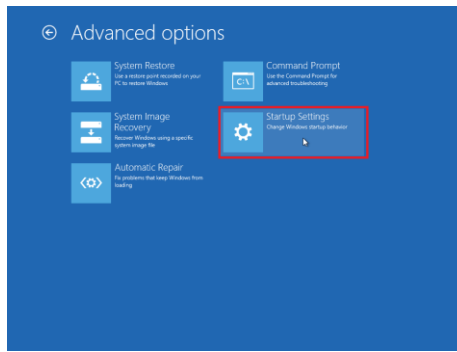 Advanced options
System Restore
Use a restore point recorded on your
PC to restore Windows
Command Prompt
Use the Command Prompt for
advanced troubleshooting
C:\
System Image
Recovery
Recover Windows using a specific
system image file
Startup Settings
Change Windows startup behavior
Automatic Repair
Fix problems that keep Windows from
loading